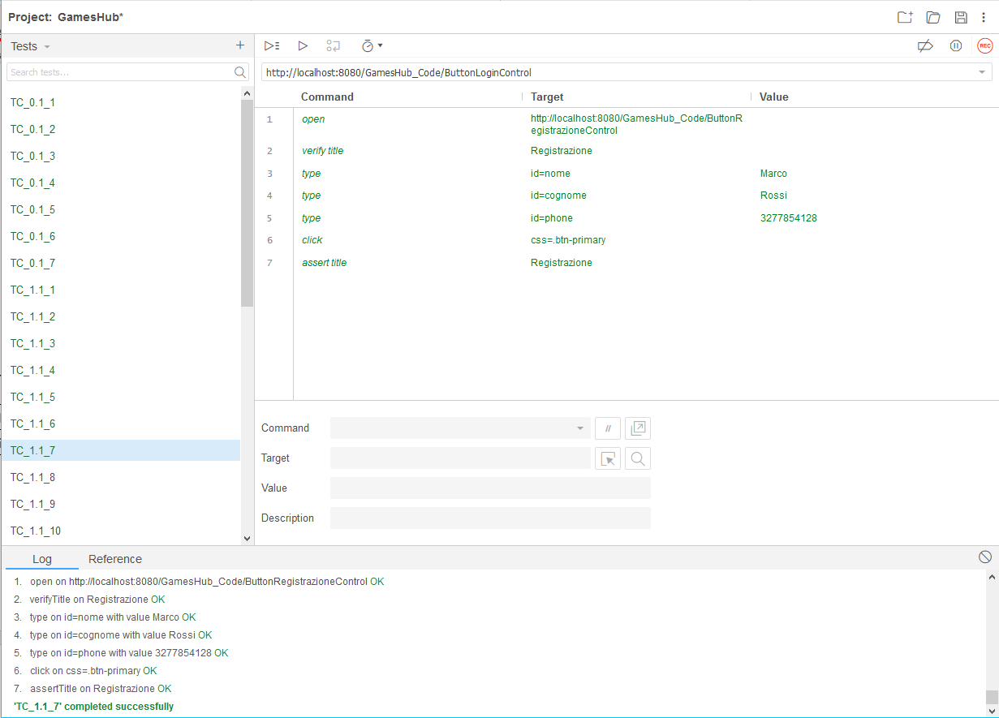 Project: GamesHub*
Tests
Search tests...
TC_0.1_1
TC_0.1_2
TC_0.1_3
TC_0.1_4
TC_0.1_5
TC_0.1_6
TC_0.1_7
TC_1.1_1
TC_1.1_2
TC_1.1_3
TC_1.1_4
TC_1.1_5
TC_1.1_6
TC_1.1_7
TC_1.1_8
TC_1.1_9
TC_1.1_10
REC
http://localhost:8080/GamesHub_Code/ButtonLoginControl
Command Target Value
1 open http://localhost:8080/GamesHub_Code/ButtonR
egistrazioneControl
2 verify title Registrazione
3 type id=nome Marco
4 type id=cognome Rossi
5 type id=phone 3277854128
6 click css=.btn-primary
7 assert title Registrazione
Command //
Target
Value
Description
Log Reference
1. open on http://localhost:8080/GamesHub_Code/ButtonRegistrazioneControl OK
2. verifyTitle on Registrazione OK
3. type on id=nome with value Marco OK
4. type on id=cognome with value Rossi OK
5. type on id=phone with value 3277854128 OK
6. click on css=.btn-primary OK
7. assertTitle on Registrazione OK
'TC_1.1_7' completed successfully